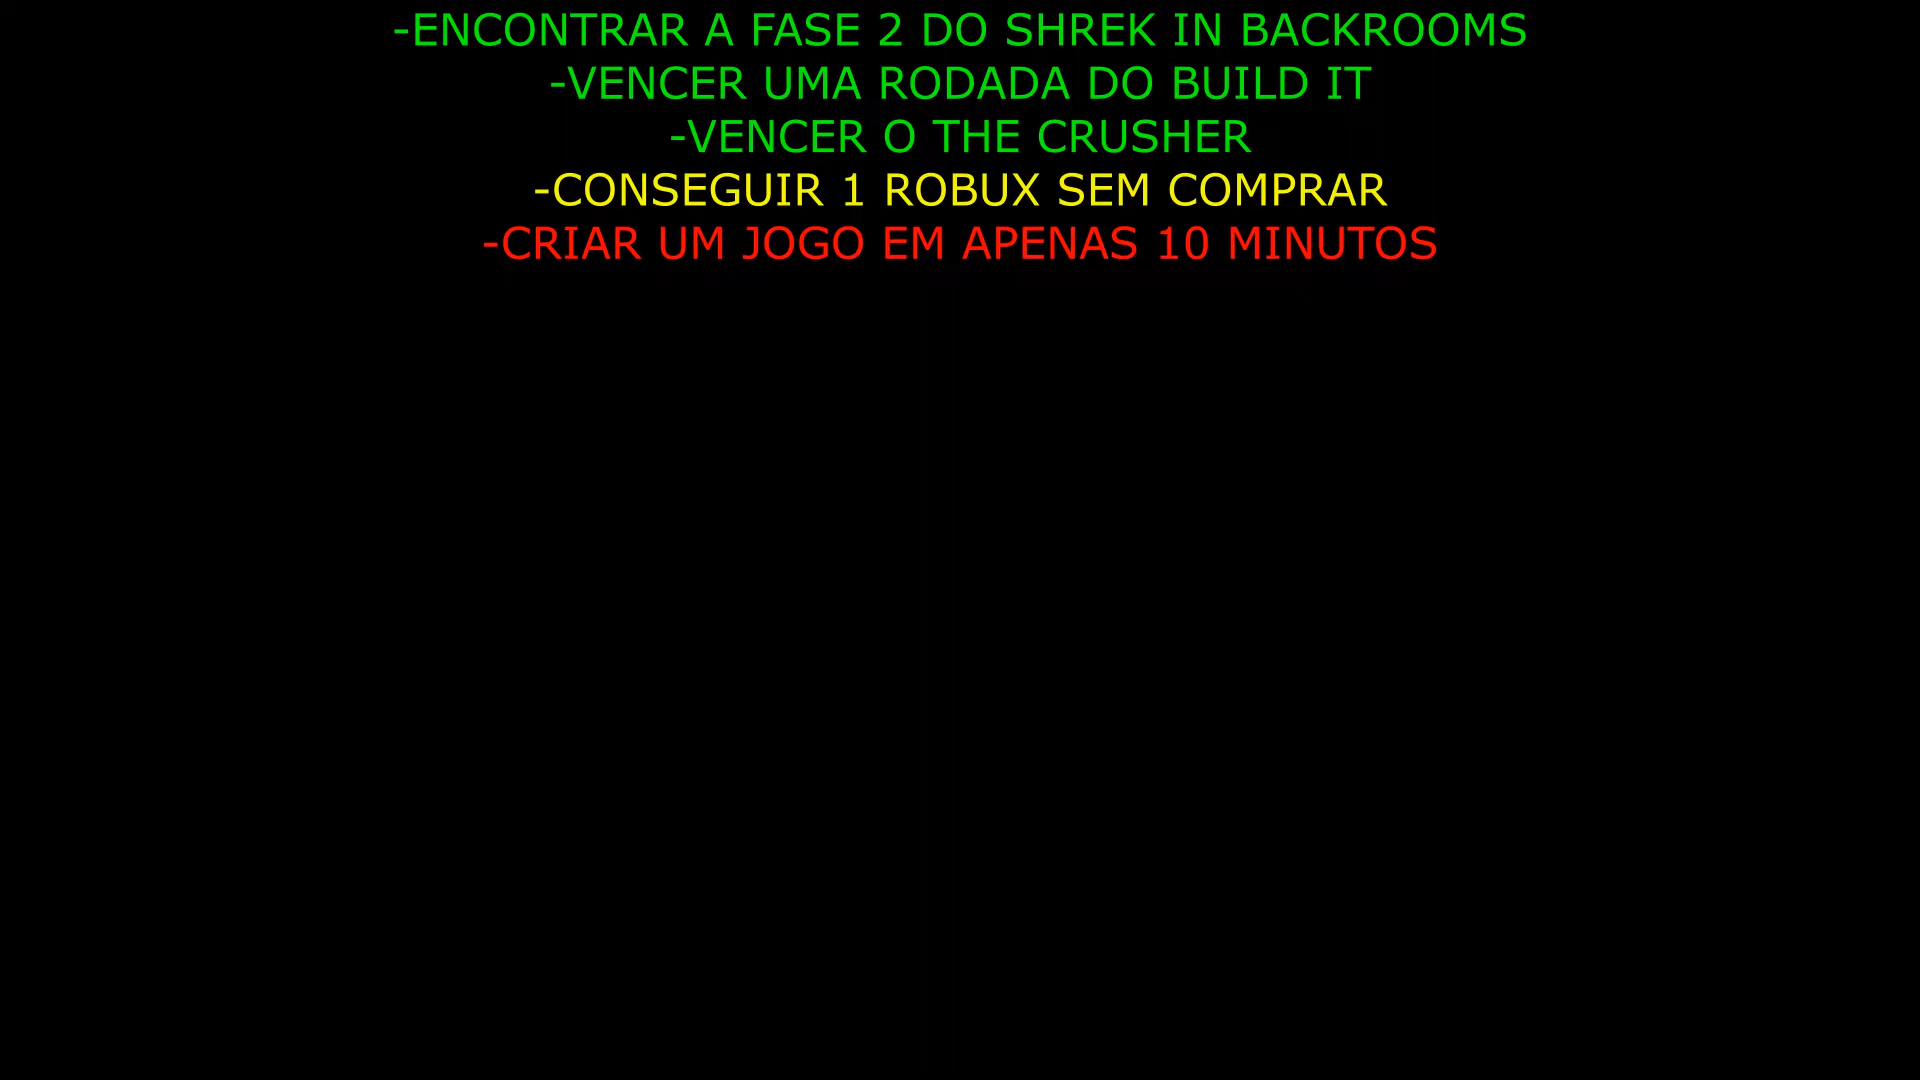 -ENCONTRAR A FASE 2 DO SHREK IN BACKROOMS
-VENCER UMA RODADA DO BUILD IT
-VENCER O THE CRUSHER
-CONSEGUIR 1 ROBUX SEM COMPRAR
-CRIAR UM JOGO EM APENAS 10 MINUTOS